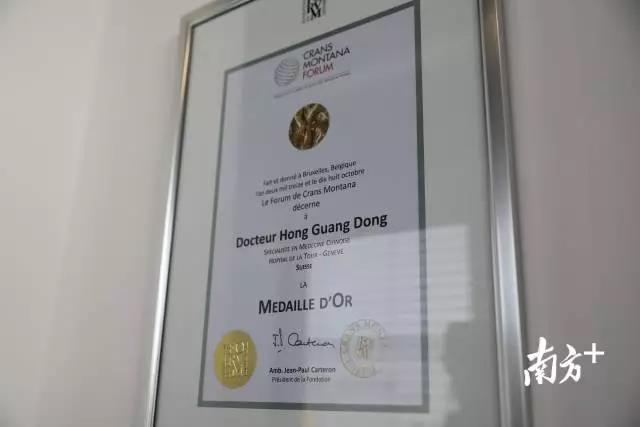 CRANS
MONTANA
FORUM
Fait et donné à Bruxelles, Belgique
l'an deux mil treize et le dix huit octobre
Le Forum de Crans Montana
décerne
à
Docteur Hong Guang Dong
SPÉCIALISTE EN MÉDECINE CHINOISE
HÔPITAL DE LA TOUR - GENÈVE
SUISSE
LA
MEDAILLE D'OR
Amb. Jean-Paul Carteron
Président de la Fondation
南方+